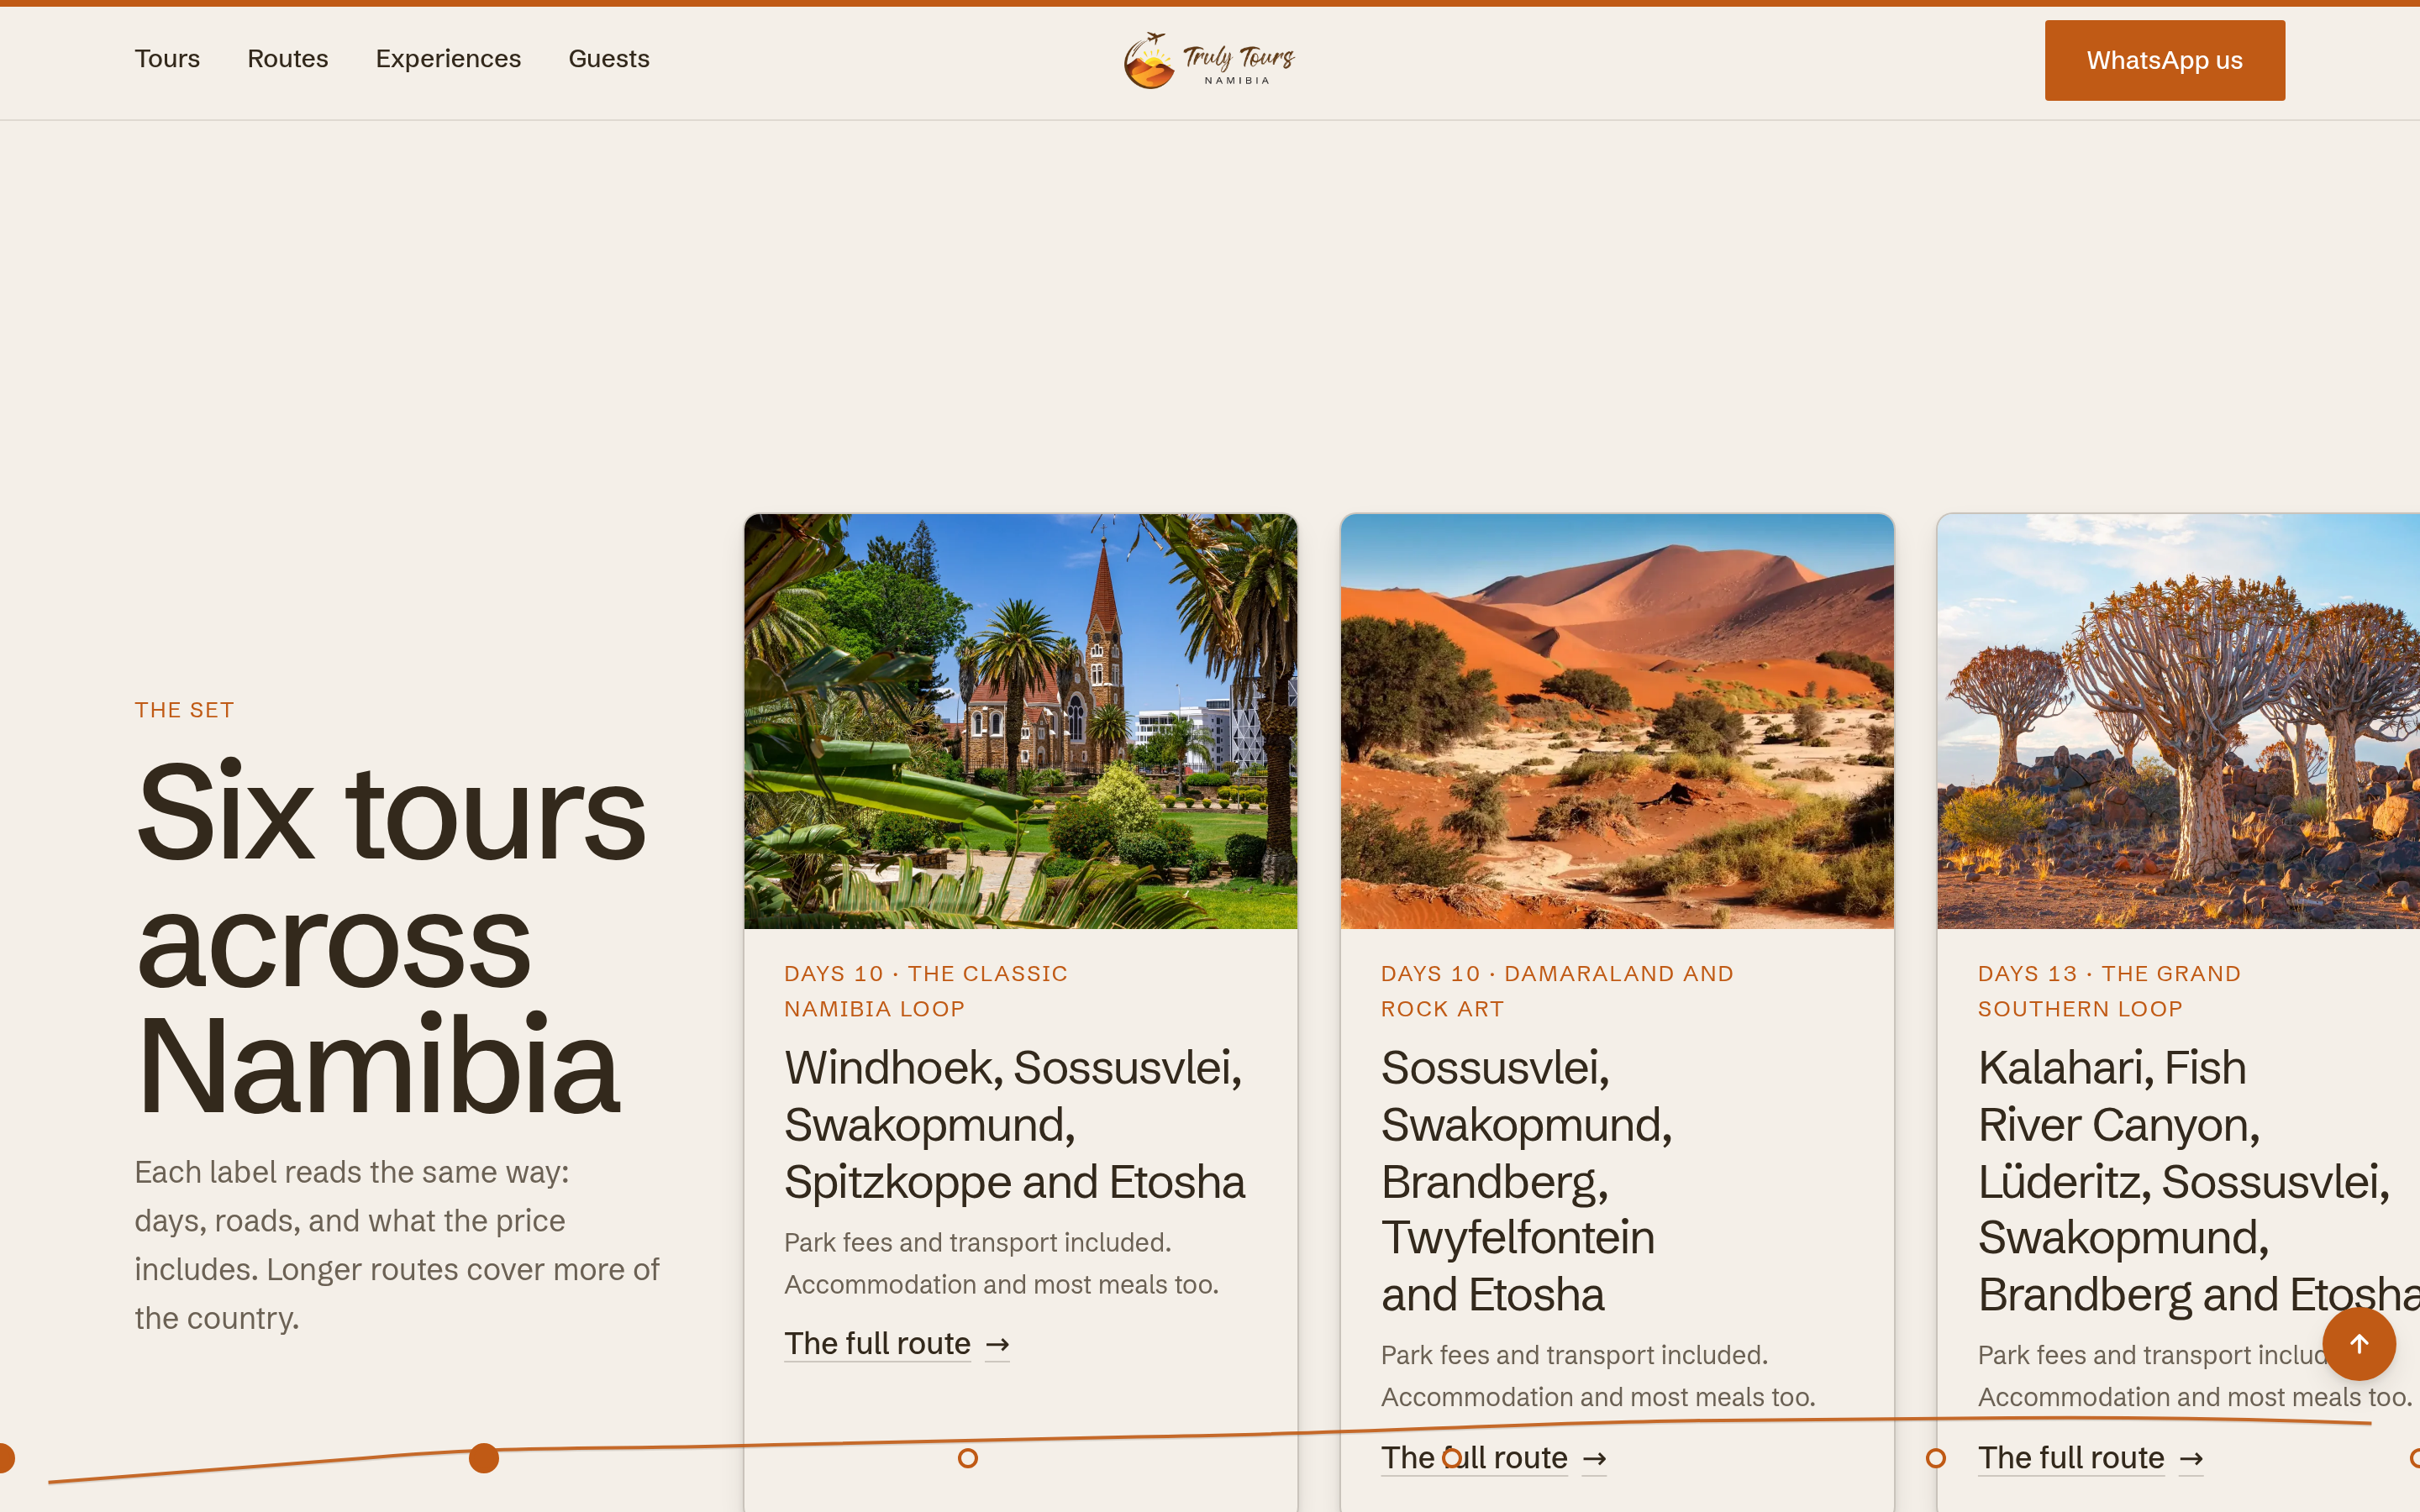 Tours
Routes
Experiences
Guests
Truly Tours
NAMIBIA
WhatsApp us
THE SET
Six tours
across
Namibia
Each label reads the same way:
days, roads, and what the price
includes. Longer routes cover more of
the country.
DAYS 10 · THE CLASSIC
NAMIBIA LOOP
Windhoek, Sossusvlei,
Swakopmund,
Spitzkoppe and Etosha
Park fees and transport included.
Accommodation and most meals too.
The full route →
DAYS 10 · DAMARALAND AND
ROCK ART
Sossusvlei,
Swakopmund,
Brandberg,
Twyfelfontein
and Etosha
Park fees and transport included.
Accommodation and most meals too.
The full route →
DAYS 13 · THE GRAND
SOUTHERN LOOP
Kalahari, Fish
River Canyon,
Lüderitz, Sossusvlei,
Swakopmund,
Brandberg and Etosha
Park fees and transport
Accommodation and most meals too.
The full route →